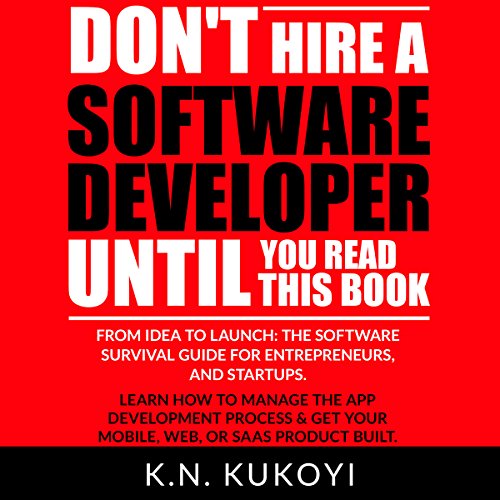 DON'T HIRE A
SOFTWARE
DEVELOPER
UNTIL YOU READ
THIS BOOK
FROM IDEA TO LAUNCH: THE SOFTWARE
SURVIVAL GUIDE FOR ENTREPRENEURS,
AND STARTUPS.
LEARN HOW TO MANAGE THE APP
DEVELOPMENT PROCESS & GET YOUR
MOBILE, WEB, OR SAAS PRODUCT BUILT.
K.N. KUKOYI